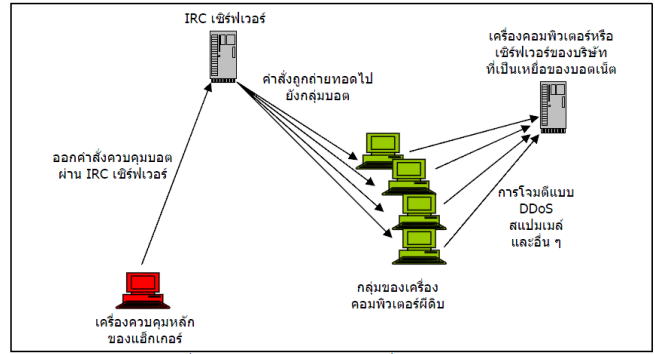 IRC เซิร์ฟเวอร์
เครื่องคอมพิวเตอร์หรือ
เซิร์ฟเวอร์ของบริษัท
ที่เป็นเหยื่อของบอตเน็ต
คำสั่งถูกถ่ายทอดไป
ยังกลุ่มบอต
ออกคำสั่งควบคุมบอต
ผ่าน IRC เซิร์ฟเวอร์
การโจมตีแบบ
DDoS
สแปมเมล์
และอื่น ๆ
กลุ่มของเครื่อง
คอมพิวเตอร์ผีดิบ
เครื่องควบคุมหลัก
ของแฮ็กเกอร์